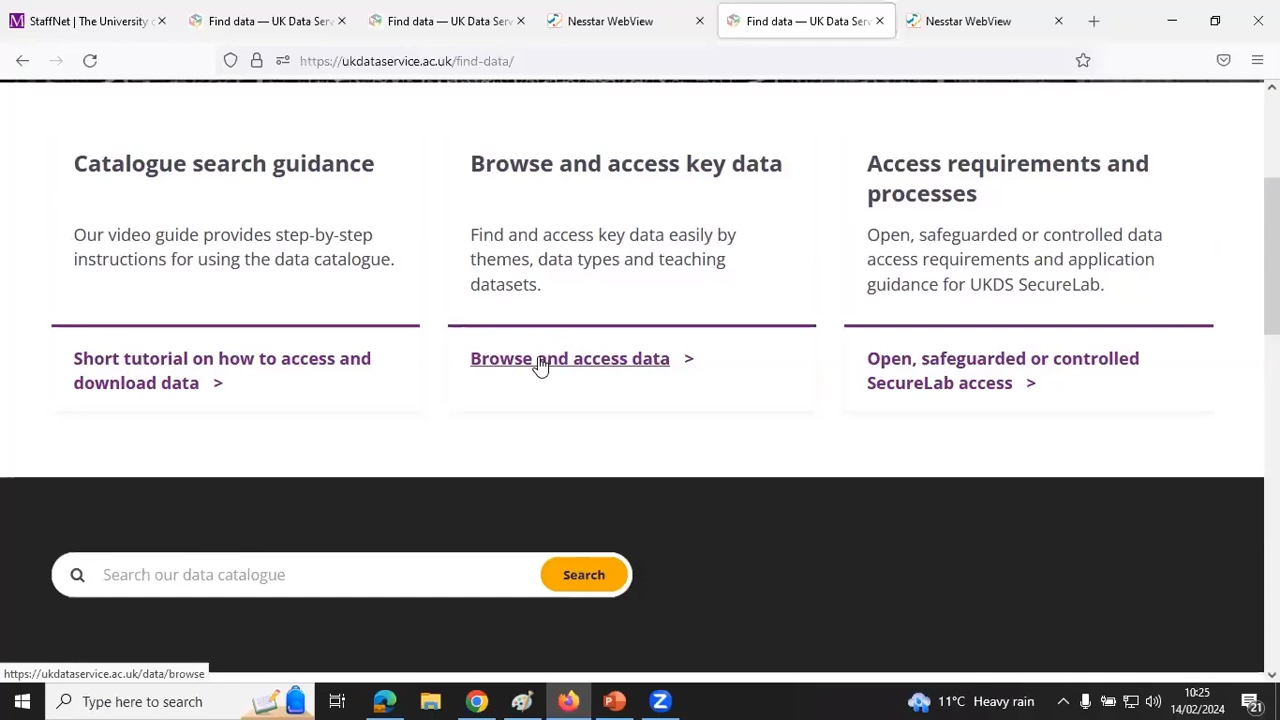 StaffNet | The University c
Find data — UK Data Serv
Find data — UK Data Serv
Nesstar WebView
Find data — UK Data Serv
Nesstar WebView
https://ukdataservice.ac.uk/find-data/
Catalogue search guidance
Browse and access key data
Access requirements and
processes
Our video guide provides step-by-step
instructions for using the data catalogue.
Find and access key data easily by
themes, data types and teaching
datasets.
Open, safeguarded or controlled data
access requirements and application
guidance for UKDS SecureLab.
Short tutorial on how to access and
download data >
Browse and access data >
Open, safeguarded or controlled
SecureLab access >
Search our data catalogue
Search
https://ukdataservice.ac.uk/data/browse
Type here to search
11°C Heavy rain
10:25
14/02/2024
21